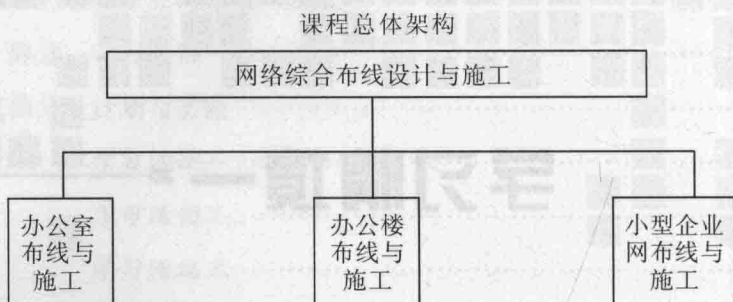 课程总体架构
网络综合布线设计与施工
办公室
布线与
施工
办公楼
布线与
施工
小型企业
网布线与
施工